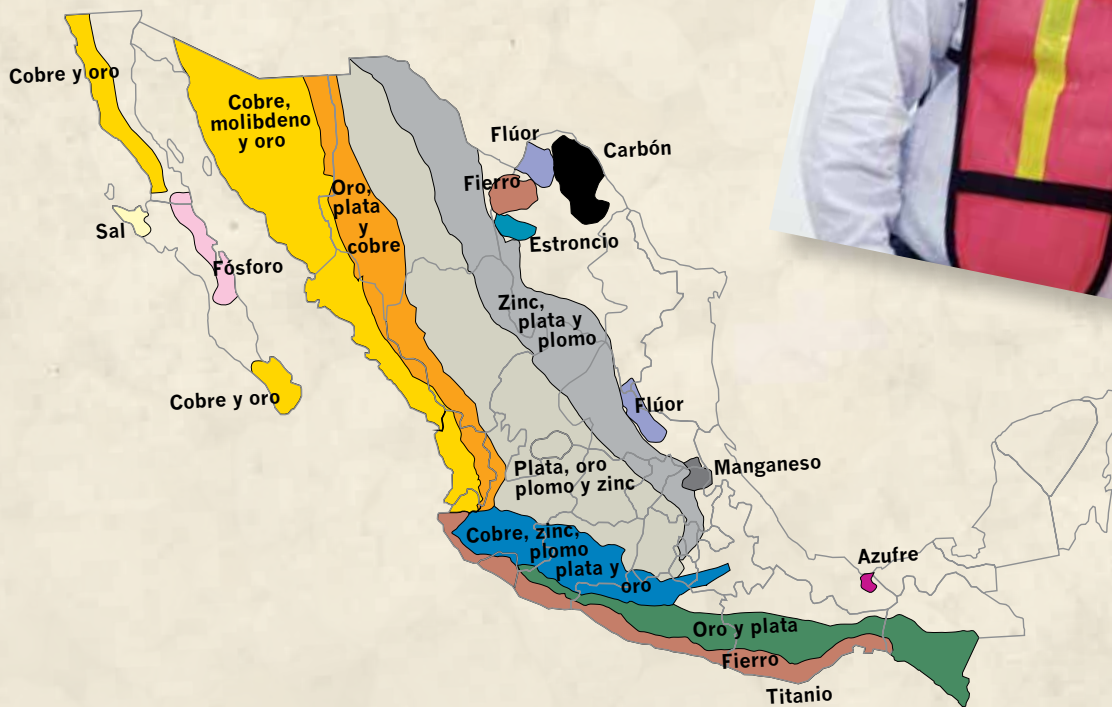 Cobre y oro
Cobre,
molibdeno
y oro
Flúor
Carbón
Fierro
Oro,
plata
y
cobre
Sal
Estroncio
Fósforo
Zinc,
plata y
plomo
Cobre y oro
Flúor
Plata, oro
plomo y zinc
Manganeso
Cobre, zinc,
plomo
plata y
oro
Azufre
Oro y plata
Fierro
Titanio